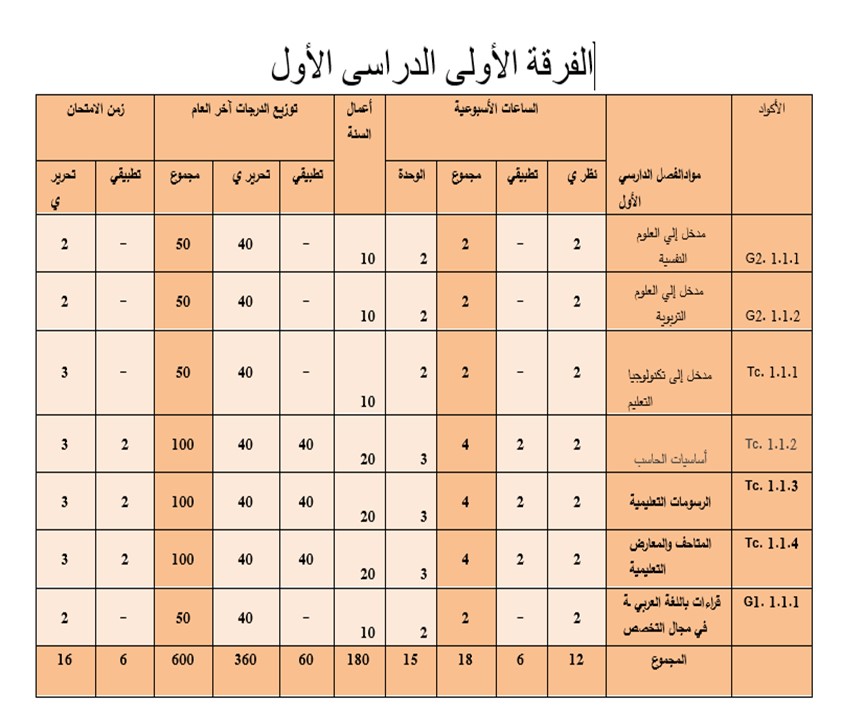 الفرقة الأولى الدراسى الأول
الأكواد الساعات الأسبوعية أعمال السنة توزيع الدرجات آخر العام زمن الامتحان
موادالفصل الدارسي الأول نظر ي تطبيقي مجموع الوحدة تطبيقي تحرير ي مجموع تطبيقي تحرير ي
G2. 1.1.1 مدخل إلي العلوم النفسية 2 – 2 2 10 – 40 50 – 2
G2. 1.1.2 مدخل إلي العلوم التربوية 2 – 2 2 10 – 40 50 – 2
Tc. 1.1.1 مدخل إلى تكنولوجيا التعليم 2 – 2 2 10 – 40 50 – 3
Tc. 1.1.2 أساسيات الحاسب 2 2 4 3 20 40 40 100 2 3
Tc. 1.1.3 الرسومات التعليمية 2 2 4 3 20 40 40 100 2 3
Tc. 1.1.4 المتاحف والمعارض التعليمية 2 2 4 3 20 40 40 100 2 3
G1. 1.1.1 قراءات باللغة العربي ة في مجال التخصص 2 – 2 2 10 – 40 50 – 2
المجموع 12 6 18 15 180 60 360 600 6 16